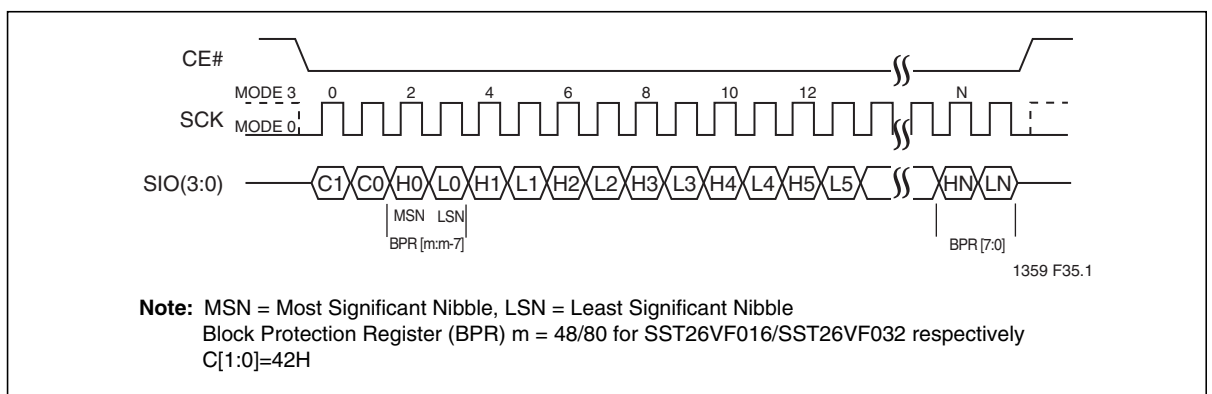 CE#
MODE 3 0 2 4 6 8 10 12 N
SCK
MODE 0
SIO(3:0) C1 C0 H0 L0 H1 L1 H2 L2 H3 L3 H4 L4 H5 L5 HN LN
MSN LSN
BPR [m:m-7] BPR [7:0]
1359 F35.1
Note: MSN = Most Significant Nibble, LSN = Least Significant Nibble
Block Protection Register (BPR) m = 48/80 for SST26VF016/SST26VF032 respectively
C[1:0]=42H